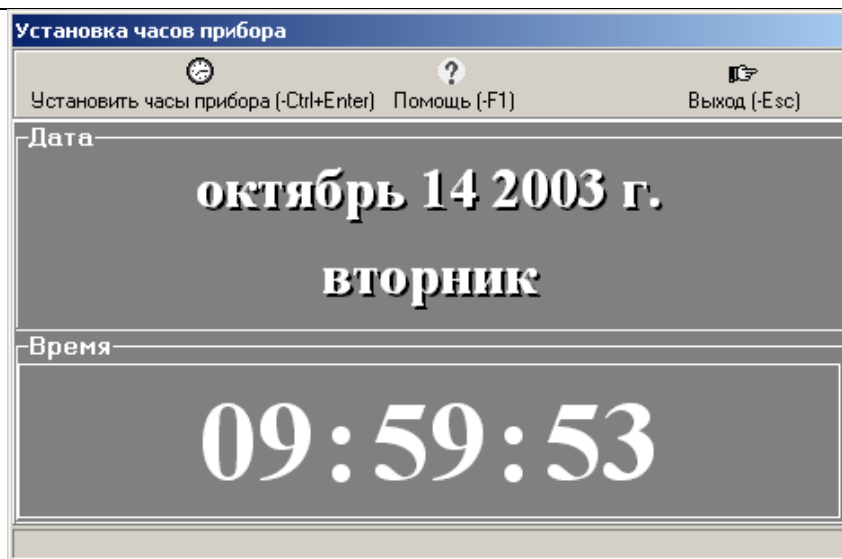 Установка часов прибора
Установить часы прибора (-Ctrl+Enter) Помощь (-F1) Выход (-Esc)
Дата
октябрь 14 2003 г.
вторник
Время
09:59:53